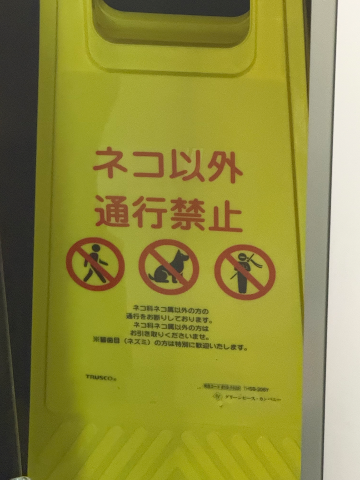 ネコ以外
通行禁止
ネコ科ネコ属以外の方の
通行をお断りしております。
ネコ科ネコ属以外の方は
お引き取りくださいませ。
※齧歯目（ネズミ）の方は特別に歓迎いたします。
TRUSCO